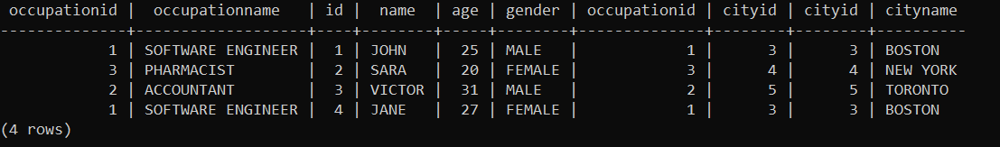 occupationid | occupationname | id | name | age | gender | occupationid | cityid | cityid | cityname
--------------+-------------------+----+--------+-----+--------+--------------+--------+--------+----------
1 | SOFTWARE ENGINEER | 1 | JOHN | 25 | MALE | 1 | 3 | 3 | BOSTON
3 | PHARMACIST | 2 | SARA | 20 | FEMALE | 3 | 4 | 4 | NEW YORK
2 | ACCOUNTANT | 3 | VICTOR | 31 | MALE | 2 | 5 | 5 | TORONTO
1 | SOFTWARE ENGINEER | 4 | JANE | 27 | FEMALE | 1 | 3 | 3 | BOSTON
(4 rows)